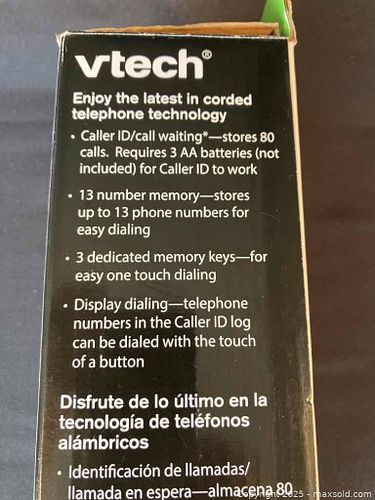 vtech®
Enjoy the latest in corded
telephone technology
• Caller ID/call waiting*—stores 80
calls. Requires 3 AA batteries (not
included) for Caller ID to work
• 13 number memory—stores
up to 13 phone numbers for
easy dialing
• 3 dedicated memory keys—for
easy one touch dialing
• Display dialing—telephone
numbers in the Caller ID log
can be dialed with the touch
of a button
Disfrute de lo último en la
tecnología de teléfonos
alámbricos
• Identificación de llamadas/
llamada en espera—almacena 80
Copyright 2025 - maxsold.com